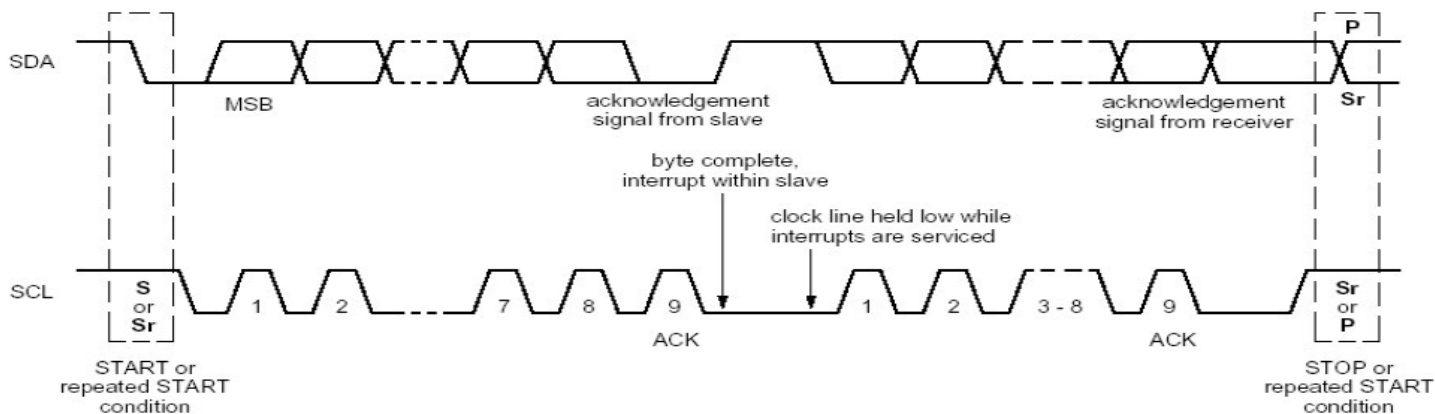 P
SDA
MSB
acknowledgement
signal from slave
acknowledgement
signal from receiver
Sr
byte complete,
interrupt within slave
clock line held low while
interrupts are serviced
SCL
S
or
Sr
1
2
7
8
9
1
2
3 - 8
9
Sr
or
P
ACK
ACK
START or
repeated START
condition
STOP or
repeated START
condition